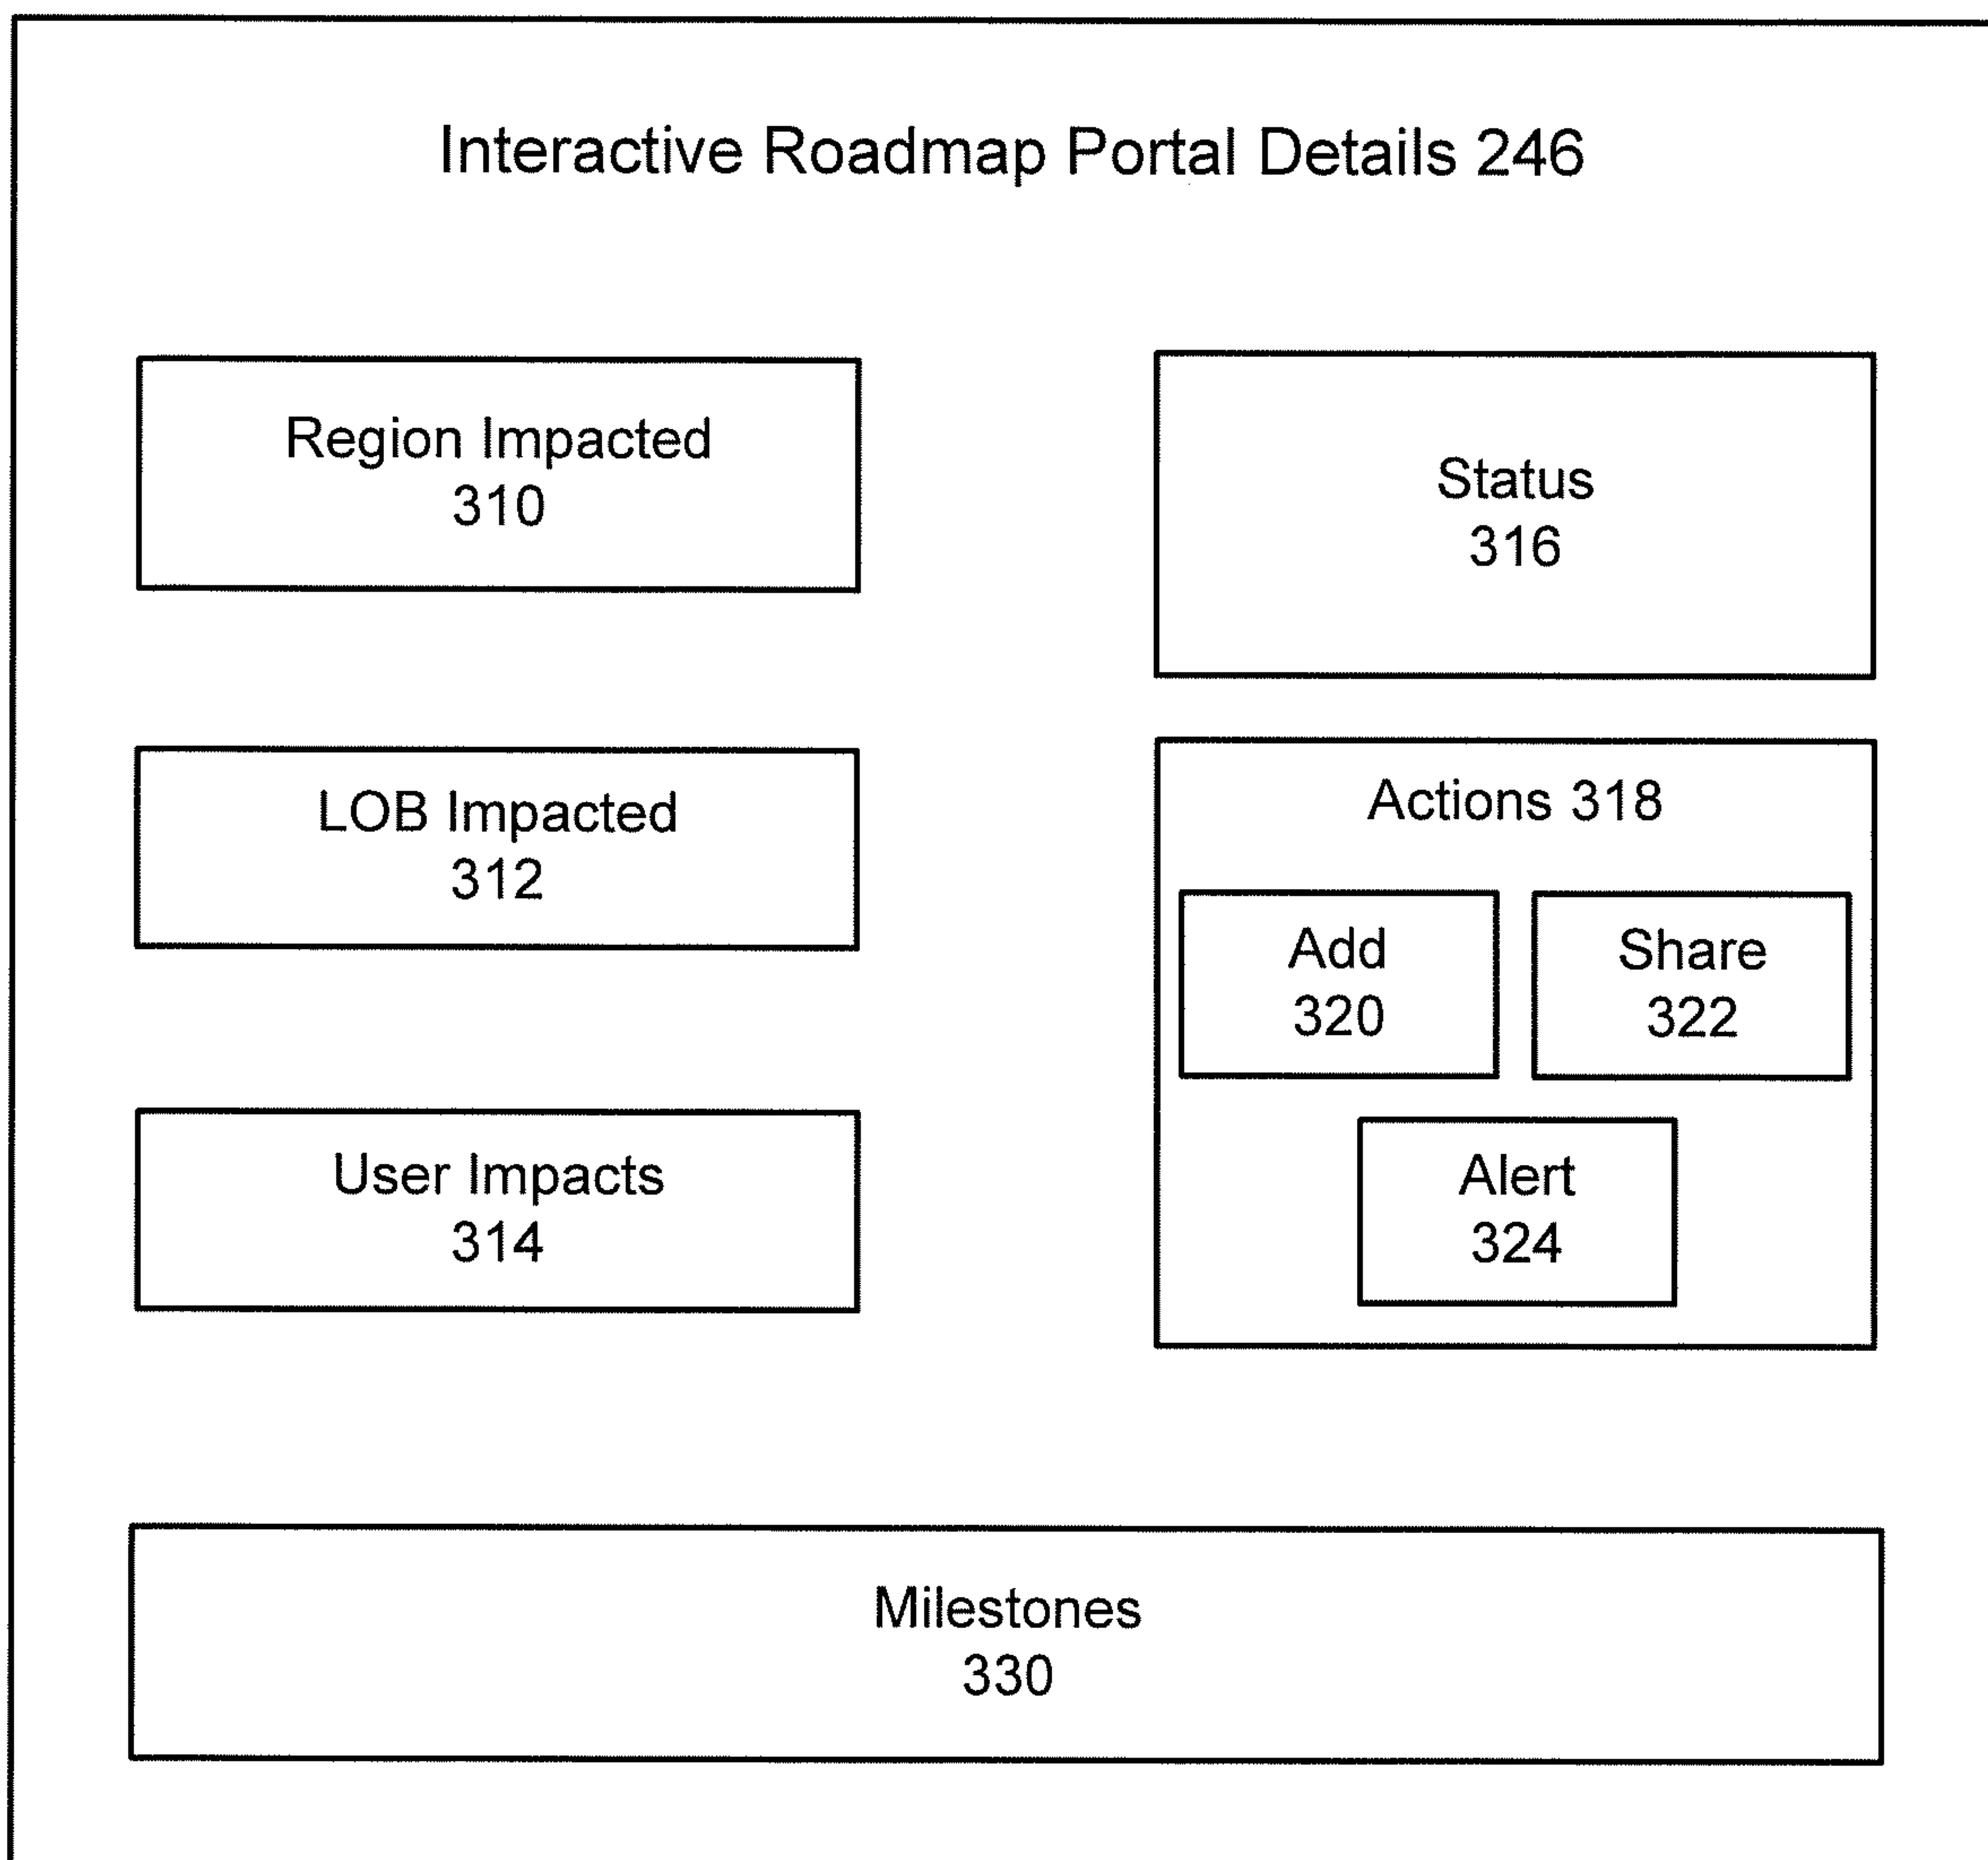 Interactive Roadmap Portal Details 246
Region Impacted
310
LOB Impacted
312
User Impacts
314
Status
316
Actions 318
Add
320
Share
322
Alert
324
Milestones
330